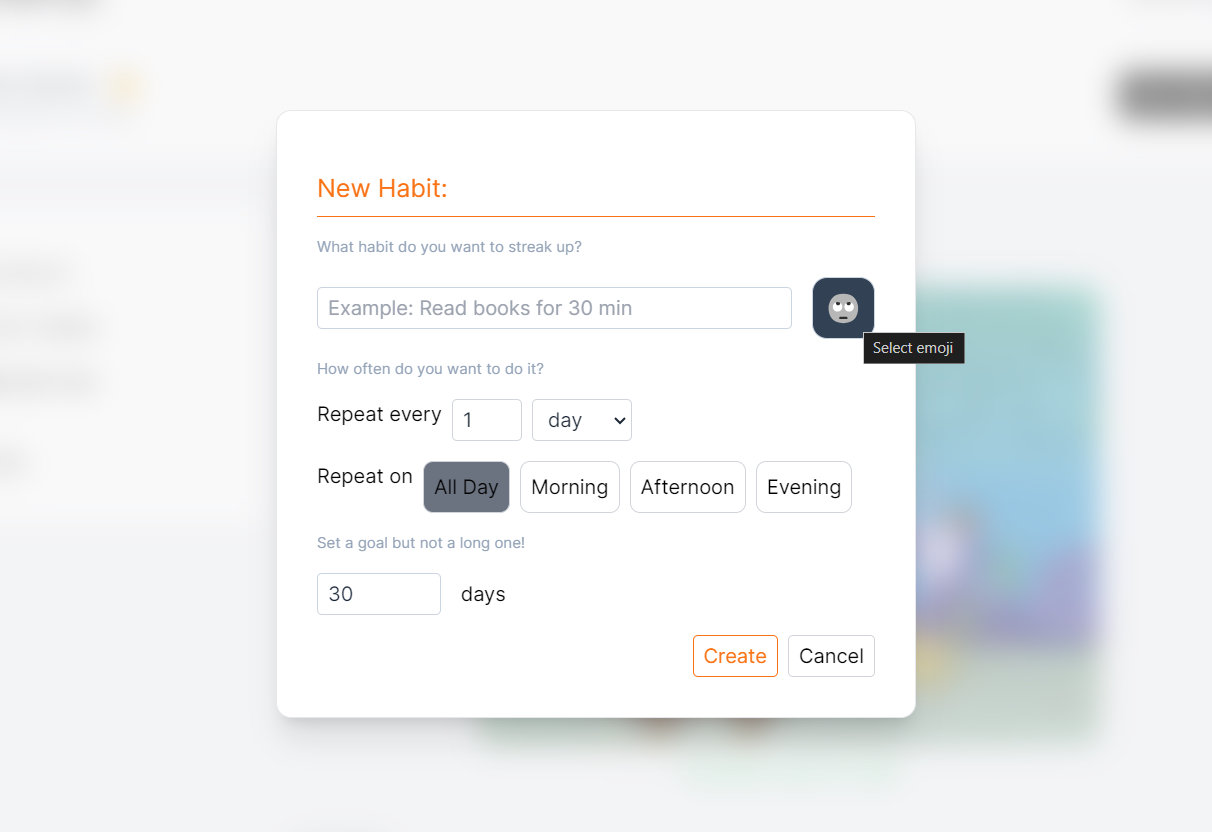 New Habit:
What habit do you want to streak up?
Example: Read books for 30 min
Select emoji
How often do you want to do it?
Repeat every 1 day
Repeat on All Day Morning Afternoon Evening
Set a goal but not a long one!
30 days
Create Cancel